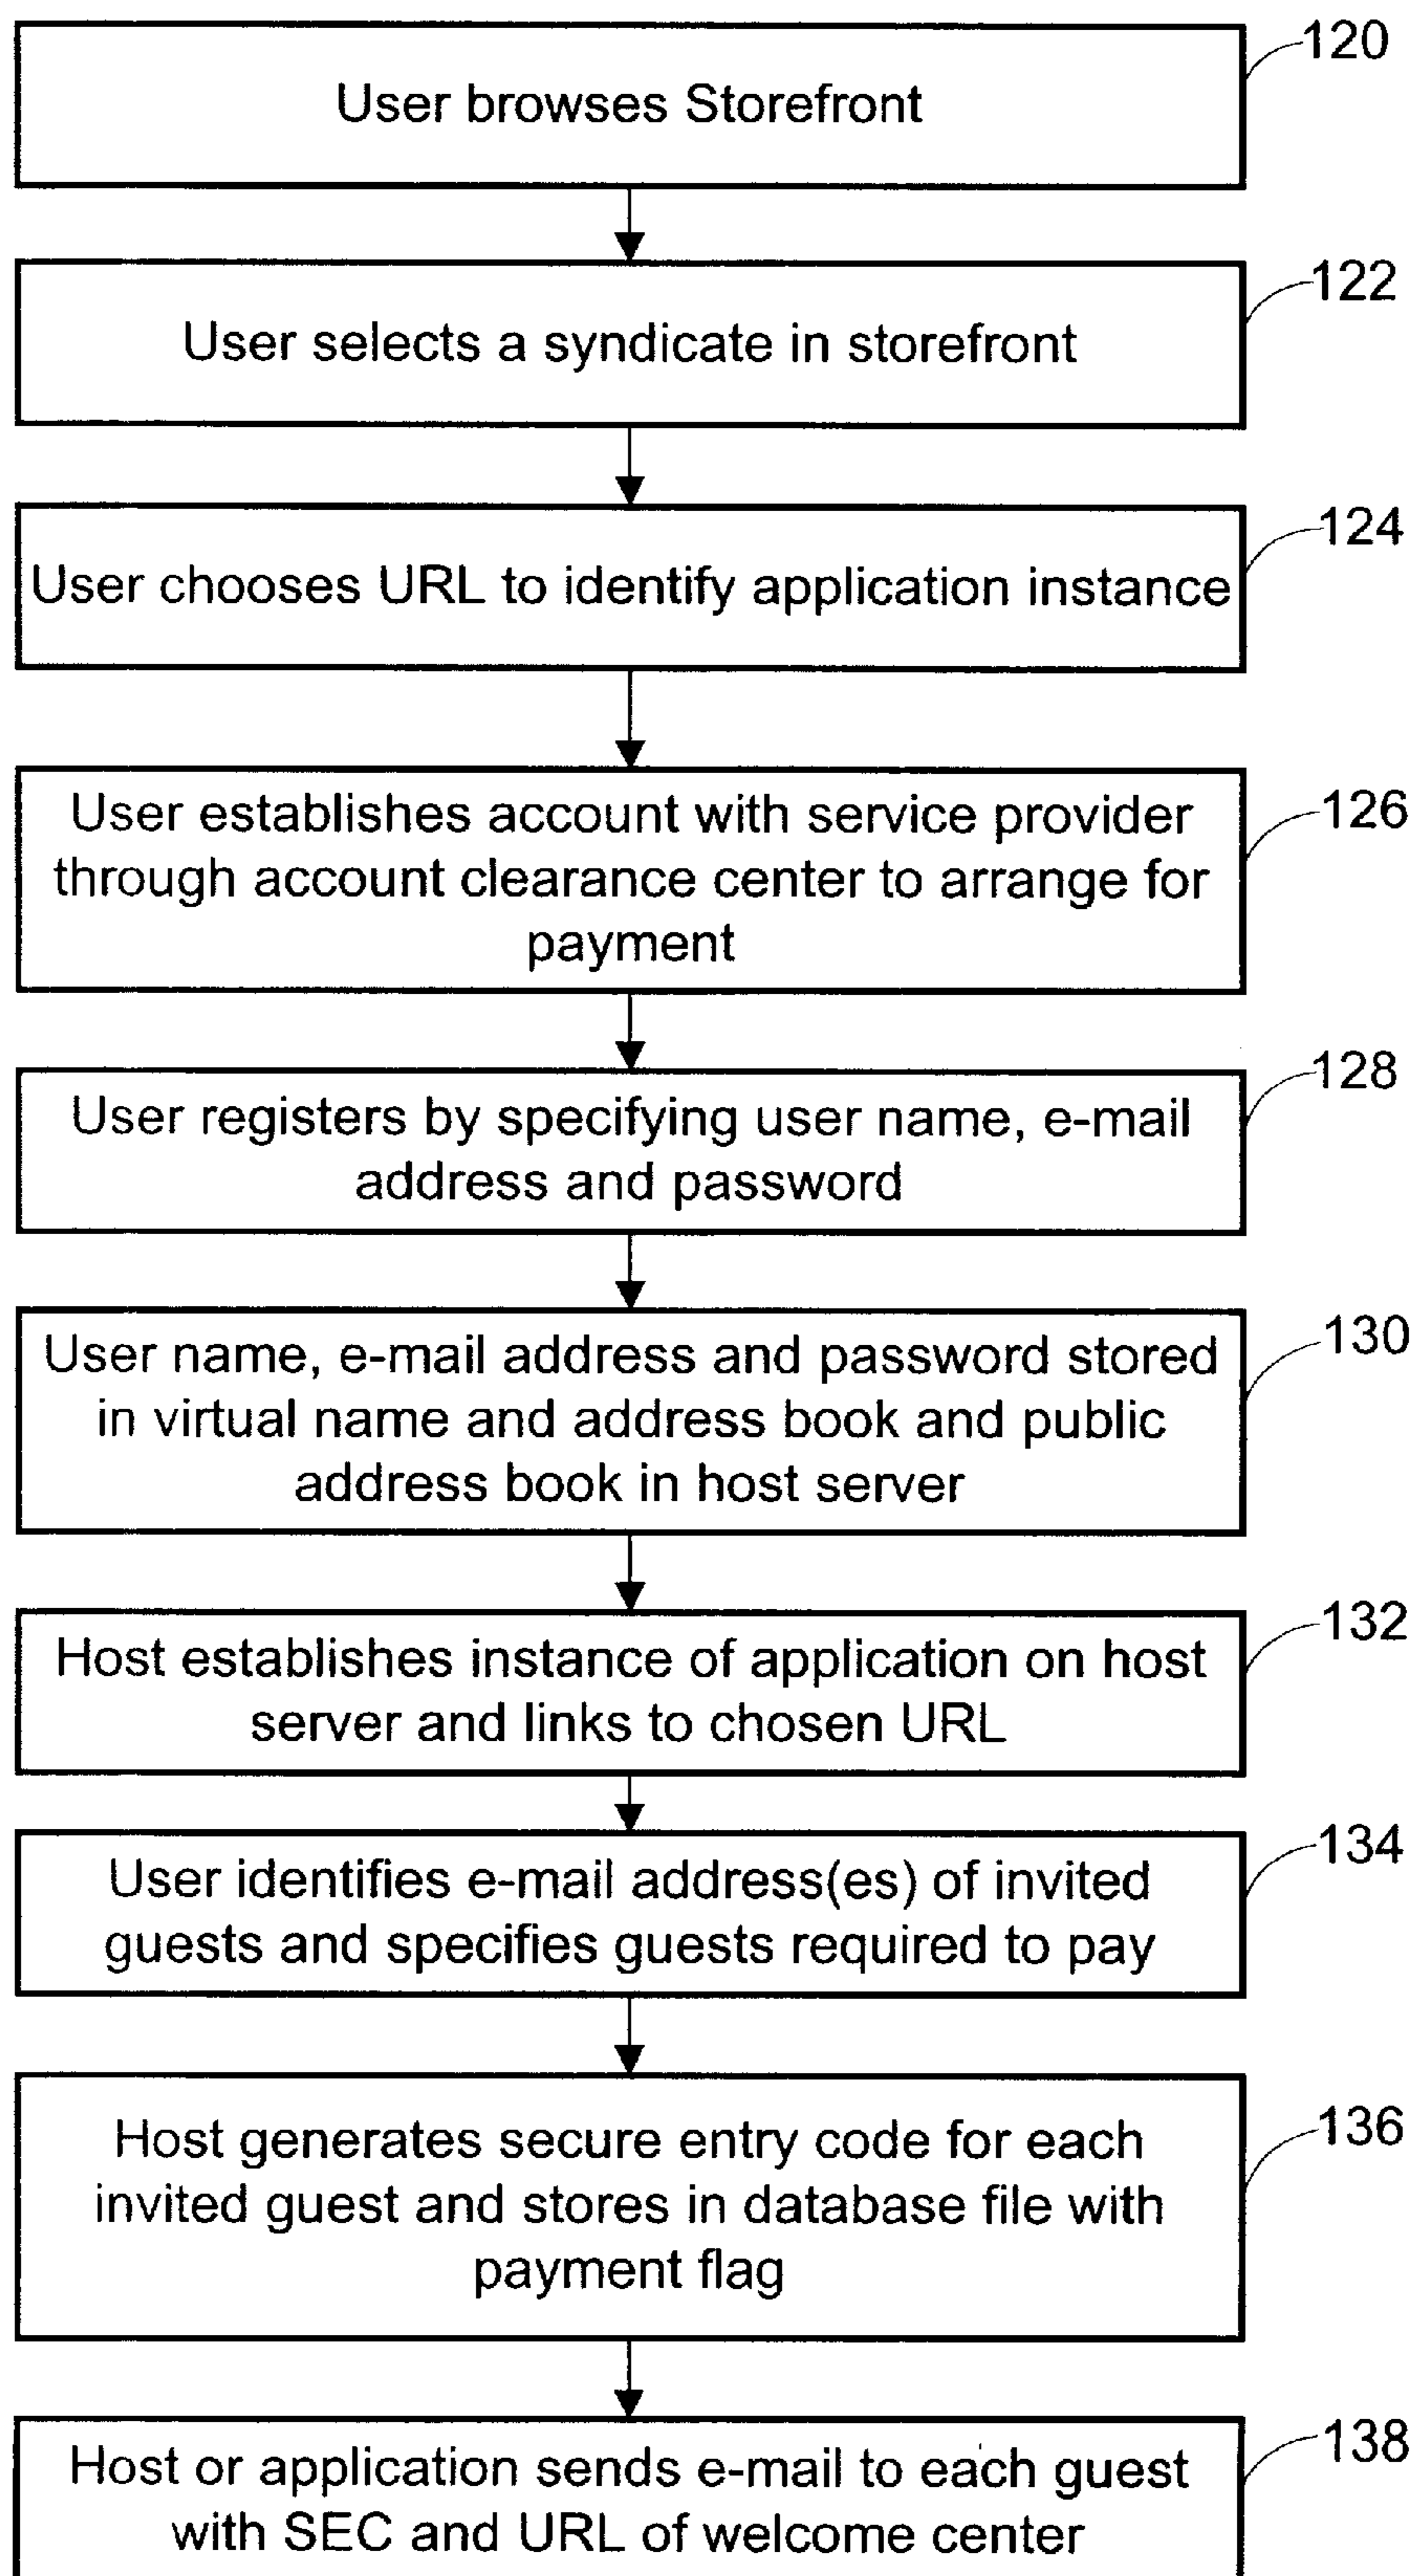 120
User browses Storefront
122
User selects a syndicate in storefront
124
User chooses URL to identify application instance
126
User establishes account with service provider
through account clearance center to arrange for
payment
128
User registers by specifying user name, e-mail
address and password
130
User name, e-mail address and password stored
in virtual name and address book and public
address book in host server
132
Host establishes instance of application on host
server and links to chosen URL
134
User identifies e-mail address(es) of invited
guests and specifies guests required to pay
136
Host generates secure entry code for each
invited guest and stores in database file with
payment flag
138
Host or application sends e-mail to each guest
with SEC and URL of welcome center